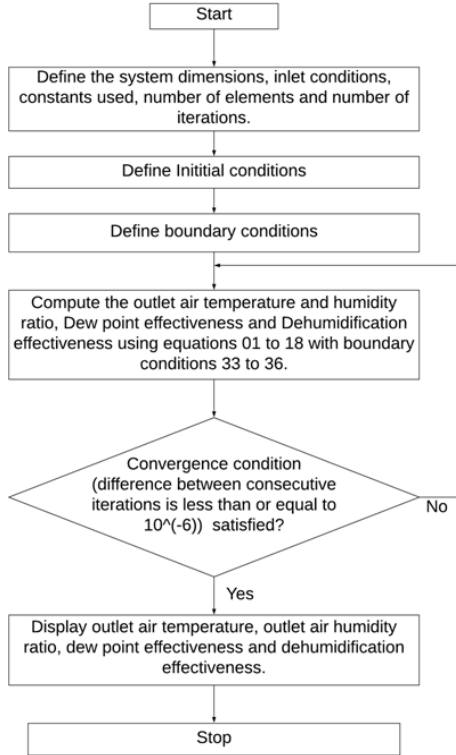 Start
Define the system dimensions, inlet conditions,
constants used, number of elements and number of
iterations.
Define Inititial conditions
Define boundary conditions
Compute the outlet air temperature and humidity
ratio, Dew point effectiveness and Dehumidification
effectiveness using equations 01 to 18 with boundary
conditions 33 to 36.
Convergence condition
(difference between consecutive
iterations is less than or equal to
10^(-6)) satisfied?
No
Yes
Display outlet air temperature, outlet air humidity
ratio, dew point effectiveness and dehumidification
effectiveness.
Stop